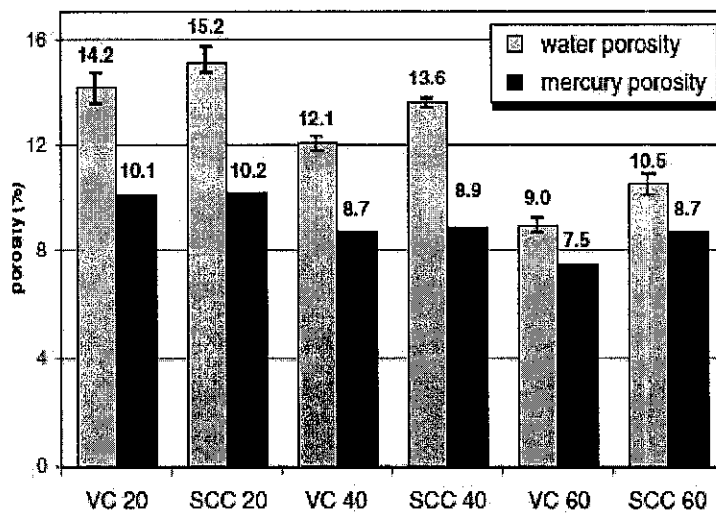 water porosity
mercury porosity
porosity (%)
16
12
8
4
0
14.2
10.1
15.2
10.2
12.1
8.7
13.6
8.9
9.0
7.5
10.5
8.7
VC 20
SCC 20
VC 40
SCC 40
VC 60
SCC 60